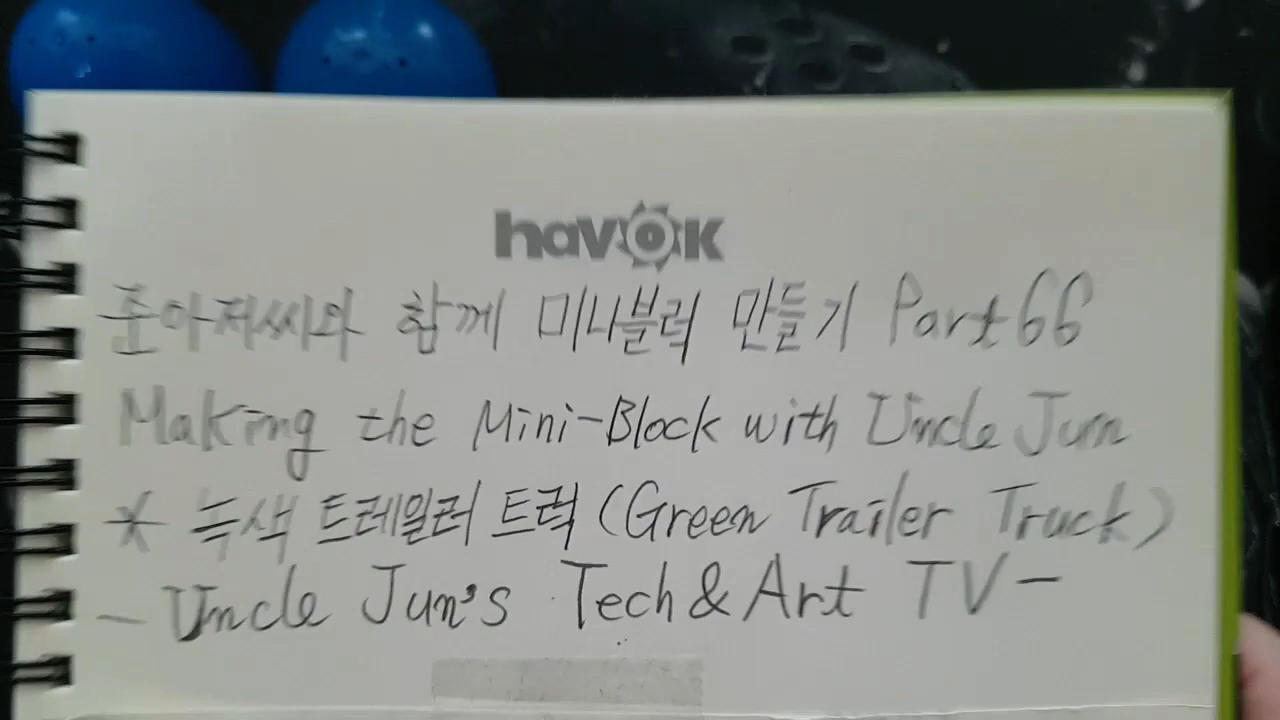 havok
준아저씨와 함께 미니블럭 만들기 Part 66
Making the Mini-Block with Uncle Jun
* 녹색 트레일러 트럭 (Green Trailer Truck)
- Uncle Jun's Tech & Art TV -